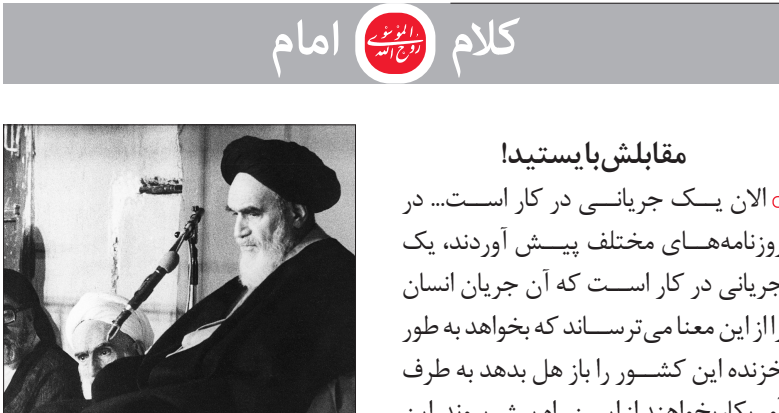 کلام امام
الموسوی
روح الله
مقابلش بایستید!
الان یک جریانی در کار است... در
روزنامه‌های مختلف پیش آوردند، یک
جریانی در کار است که آن جریان انسان
را از این معنا می‌ترساند که بخواهد به طور
خزنده این کشور را باز هل بدهد به طرف